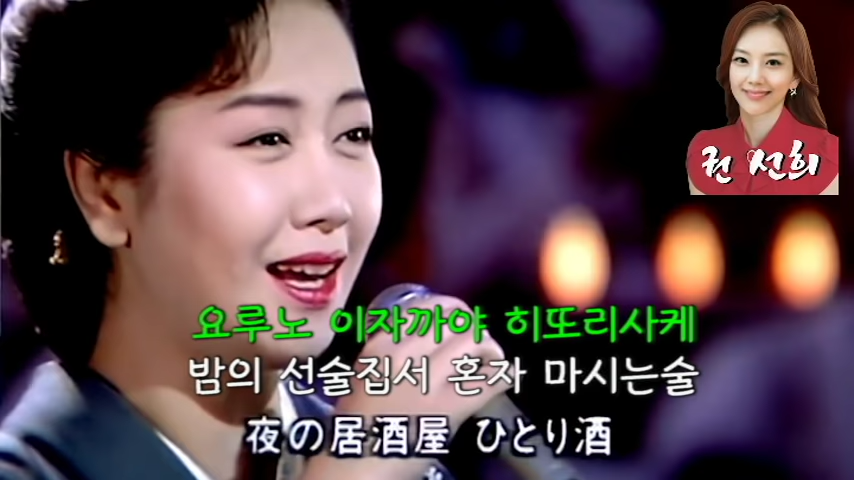 권 선희
요루노 이자까야 히또리사케
밤의 선술집서 혼자 마시는술
夜の居酒屋 ひとり酒